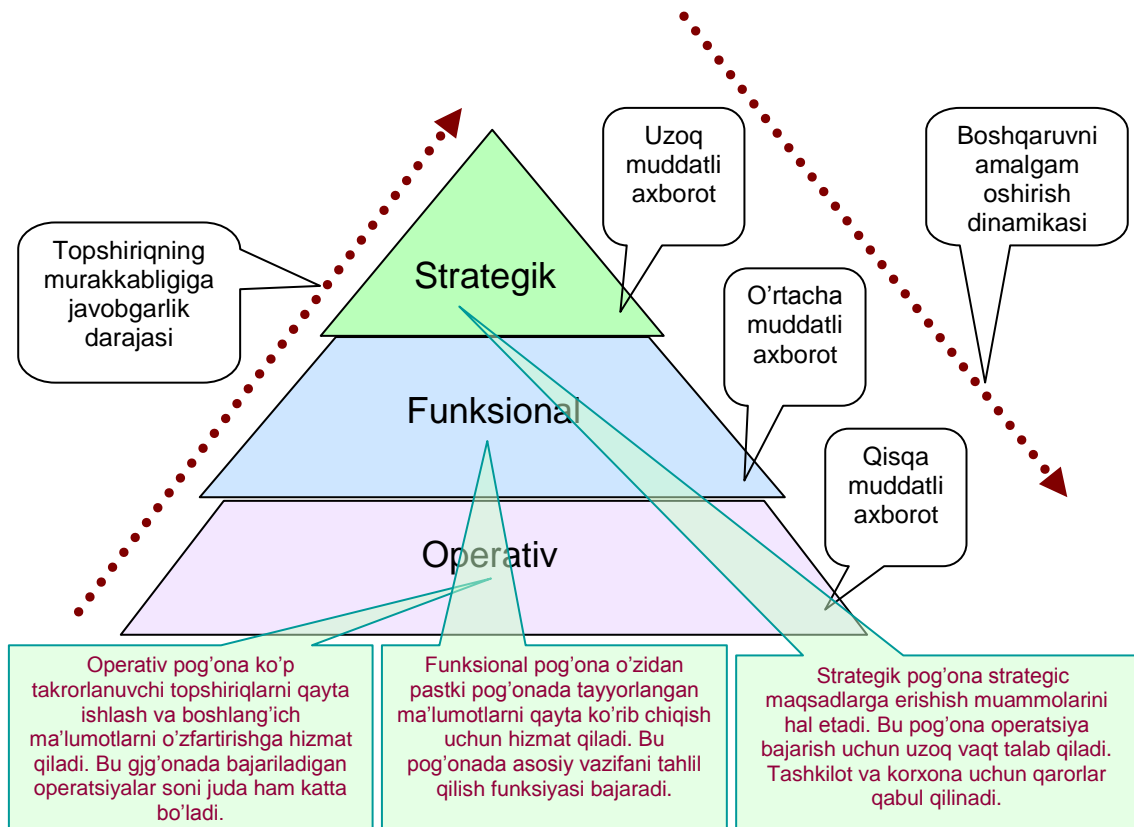 Uzoq
muddatli
axborot
Boshqaruvni
amalgam
oshirish
dinamikasi
Topshiriqning
murakkabligiga
javobgarlik
darajasi
Strategik
O’rtacha
muddatli
axborot
Funksional
Qisqa
muddatli
axborot
Operativ
Operativ pog’ona ko’p
takrorlanuvchi topshiriqlarni qayta
ishlash va boshlang’ich
ma’lumotlarni o’zfartirishga hizmat
qiladi. Bu gjg’onada bajariladigan
operatsiyalar soni juda ham katta
bo’ladi.
Funksional pog’ona o’zidan
pastki pog’onada tayyorlangan
ma’lumotlarni qayta ko’rib chiqish
uchun hizmat qiladi. Bu
pog’onada asosiy vazifani tahlil
qilish funksiyasi bajaradi.
Strategik pog’ona strategic
maqsadlarga erishish muammolarini
hal etadi. Bu pog’ona operatsiya
bajarish uchun uzoq vaqt talab qiladi.
Tashkilot va korxona uchun qarorlar
qabul qilinadi.